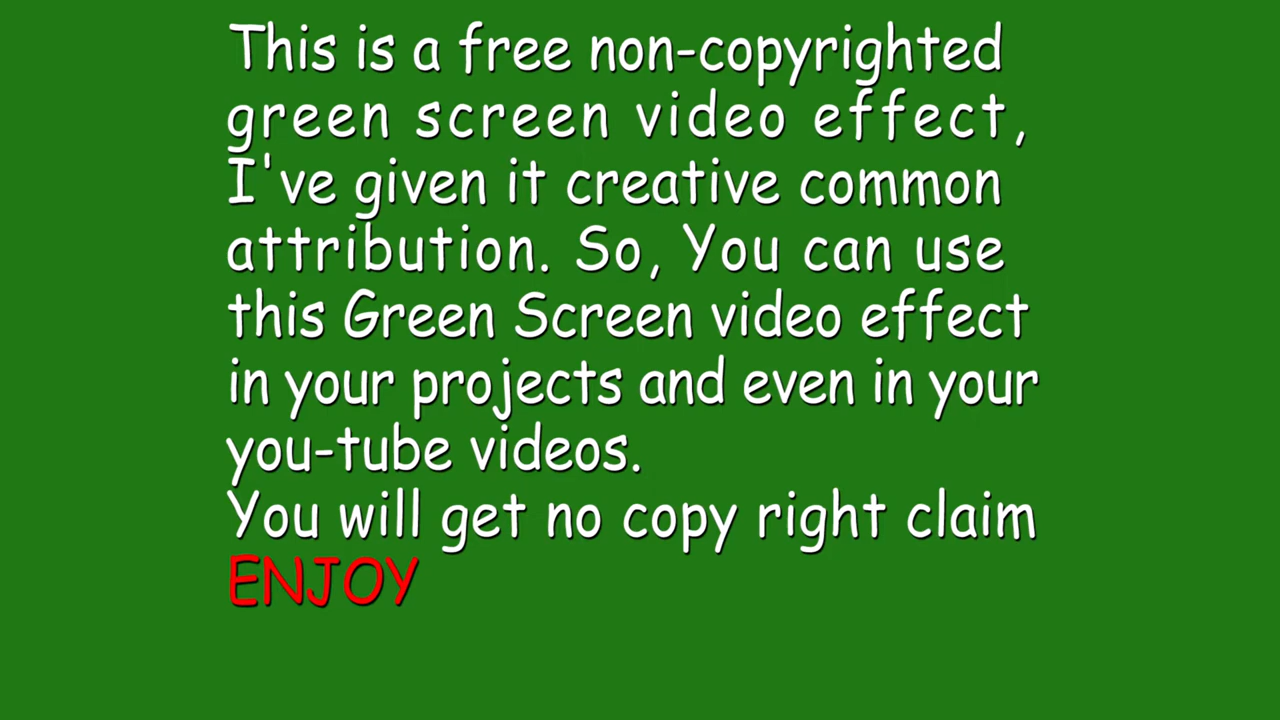 This is a free non-copyrighted
green screen video effect,
I've given it creative common
attribution. So, You can use
this Green Screen video effect
in your projects and even in your
you-tube videos.
You will get no copy right claim
ENJOY